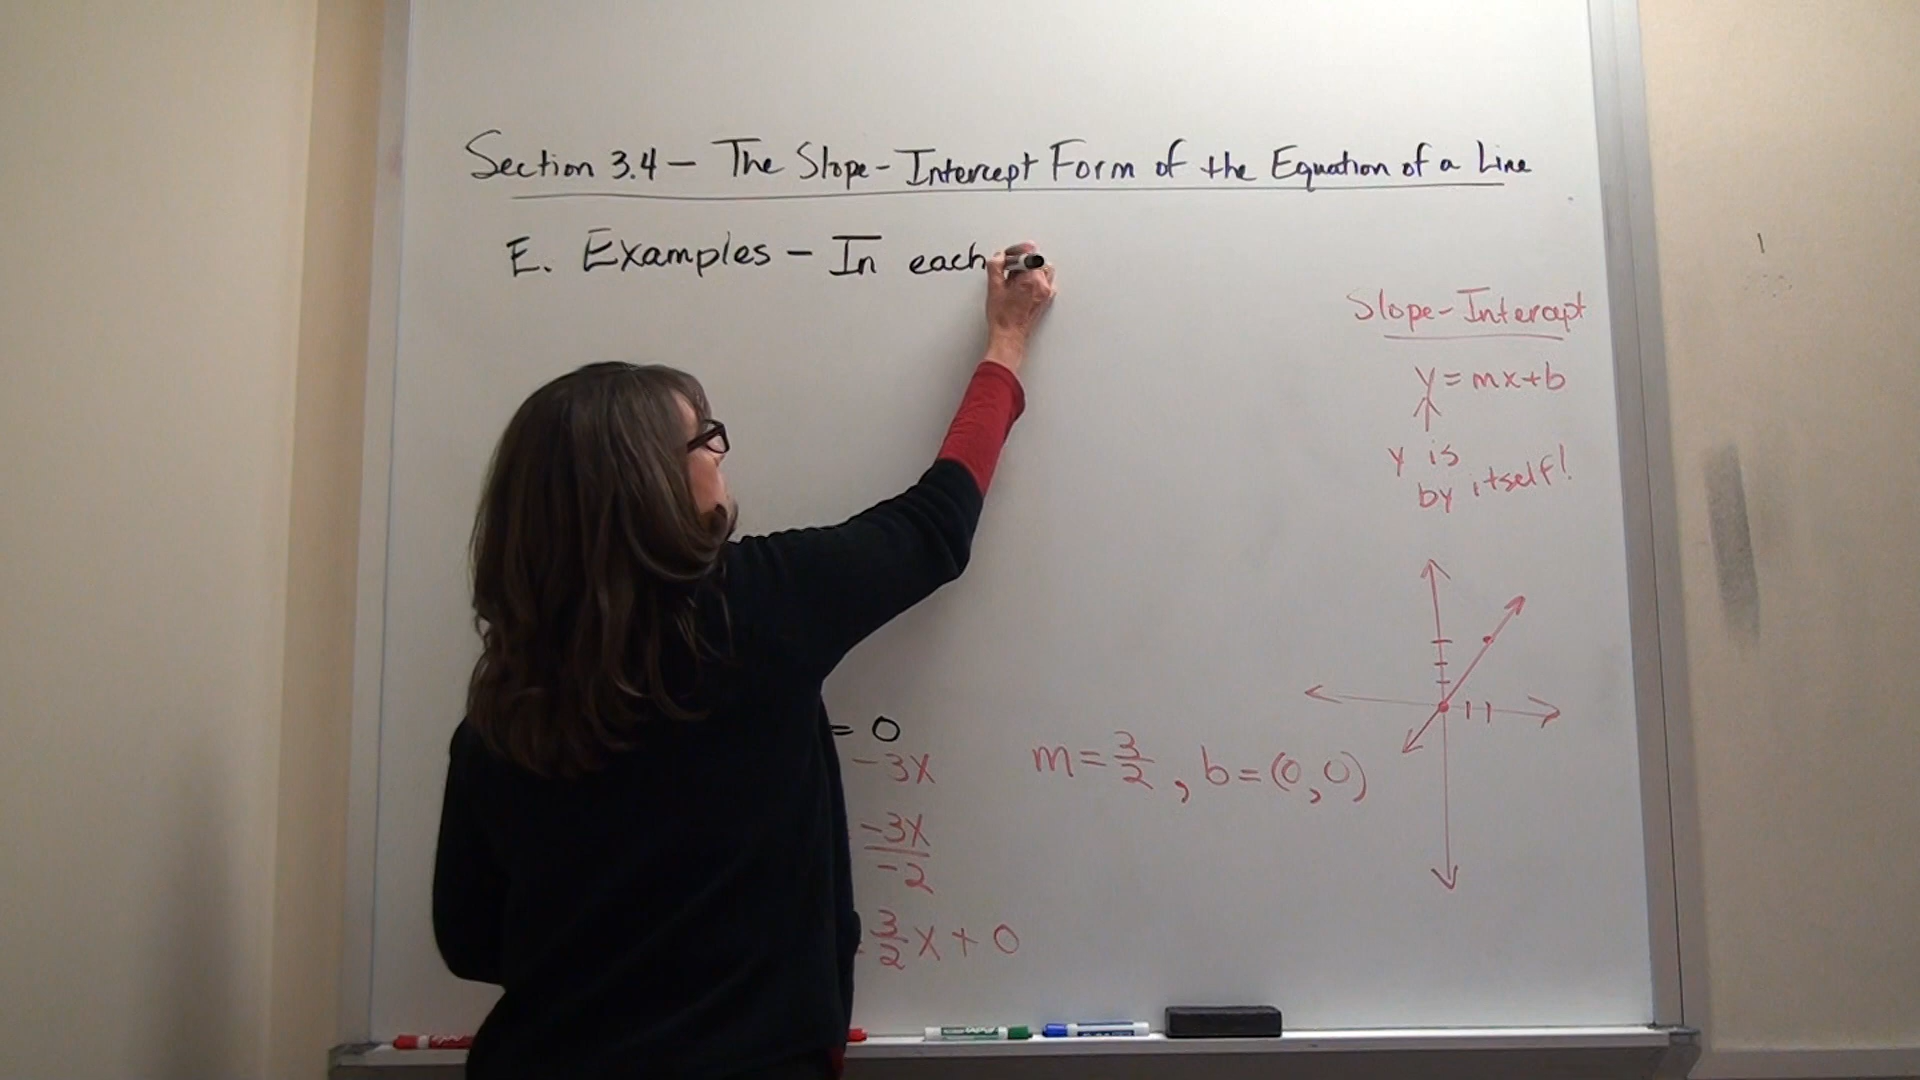 Section 3.4 – The Slope-Intercept Form of the Equation of a Line
E. Examples – In each
Slope-Intercept
y = mx+b
y is
by itself!
= 0
-3x
-3x
-2
3/2 x + 0
m = 3/2 , b = (0,0)